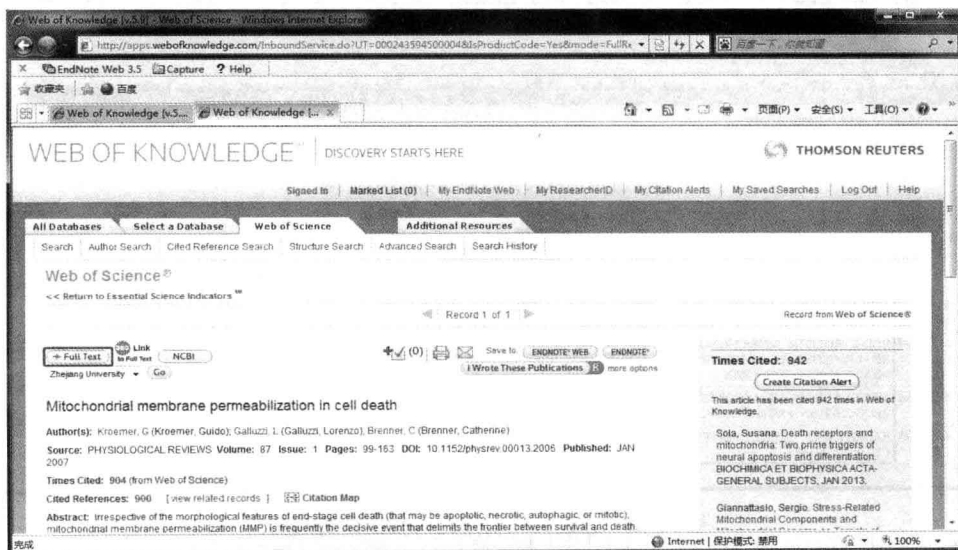 Web of Knowledge [v.5.9] - Web of Science - Windows Internet Explorer
http://apps.webofknowledge.com/InboundService.do?UT=000243594500004&IsProductCode=Yes&mode=FullRe
百度一下，你就知道
EndNote Web 3.5 Capture ? Help
收藏夹 百度
Web of Knowledge [v.5.... Web of Knowledge [...
页面(P) 安全(S) 工具(O)
WEB OF KNOWLEDGE℠ DISCOVERY STARTS HERE THOMSON REUTERS
Signed In | Marked List (0) | My EndNote Web | My ResearcherID | My Citation Alerts | My Saved Searches | Log Out | Help
All Databases Select a Database Web of Science Additional Resources
Search Author Search Cited Reference Search Structure Search Advanced Search Search History
Web of Science®
<< Return to Essential Science Indicators ℠
Record 1 of 1 Record from Web of Science®
Full Text Link to Full Text NCBI
Zhejiang University Go
(0) Save to: ENDNOTE® WEB ENDNOTE®
I Wrote These Publications R more options
Mitochondrial membrane permeabilization in cell death
Author(s): Kroemer, G (Kroemer, Guido); Galluzzi, L (Galluzzi, Lorenzo); Brenner, C (Brenner, Catherine)
Source: PHYSIOLOGICAL REVIEWS Volume: 87 Issue: 1 Pages: 99-163 DOI: 10.1152/physrev.00013.2006 Published: JAN
2007
Times Cited: 904 (from Web of Science)
Cited References: 900 [ view related records ] Citation Map
Abstract: Irrespective of the morphological features of end-stage cell death (that may be apoptotic, necrotic, autophagic, or mitotic),
mitochondrial membrane permeabilization (MMP) is frequently the decisive event that delimits the frontier between survival and death.
Times Cited: 942
Create Citation Alert
This article has been cited 942 times in Web of
Knowledge.
Sola, Susana. Death receptors and
mitochondria: Two prime triggers of
neural apoptosis and differentiation.
BIOCHIMICA ET BIOPHYSICA ACTA-
GENERAL SUBJECTS, JAN 2013.
Giannattasio, Sergio. Stress-Related
Mitochondrial Components and
完成 Internet | 保护模式: 禁用 100%